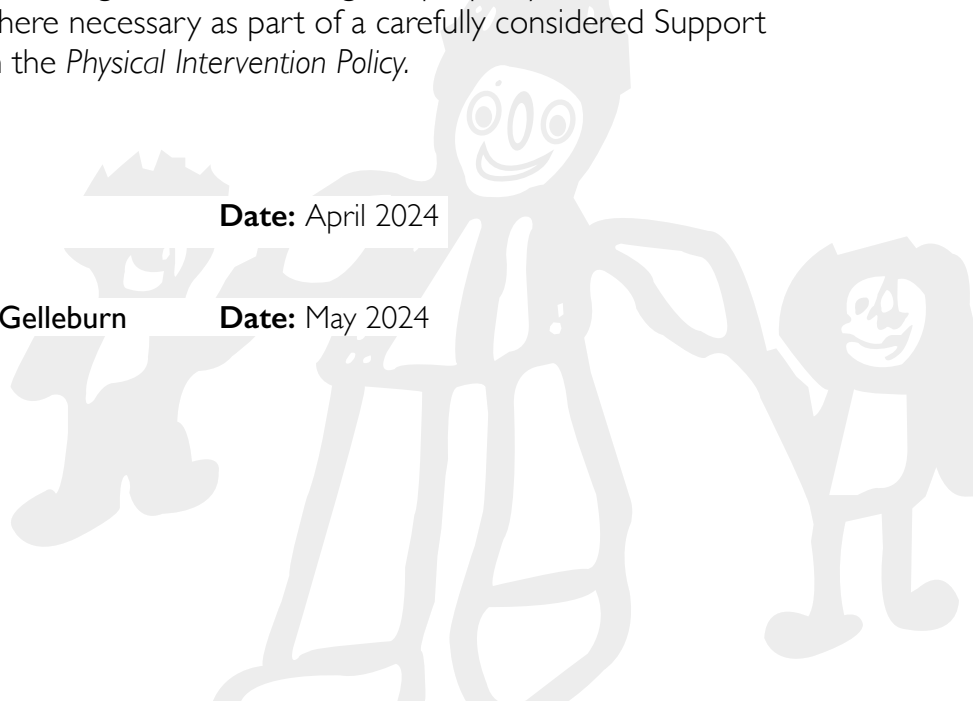 here necessary as part of a carefully considered Support
the Physical Intervention Policy.
Date: April 2024
Gelleburn Date: May 2024